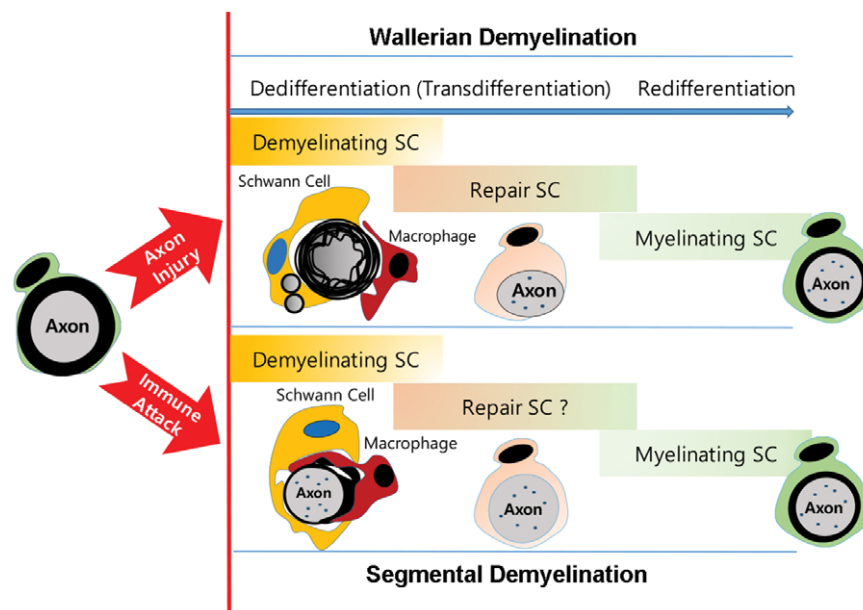 Wallerian Demyelination
Dedifferentiation (Transdifferentiation)
Redifferentiation
Demyelinating SC
Schwann Cell
Repair SC
Macrophage
Myelinating SC
Axon
Injury
Axon
Axon
Axon
Demyelinating SC
Immune
Attack
Schwann Cell
Repair SC ?
Macrophage
Myelinating SC
Axon
Axon
Axon
Segmental Demyelination